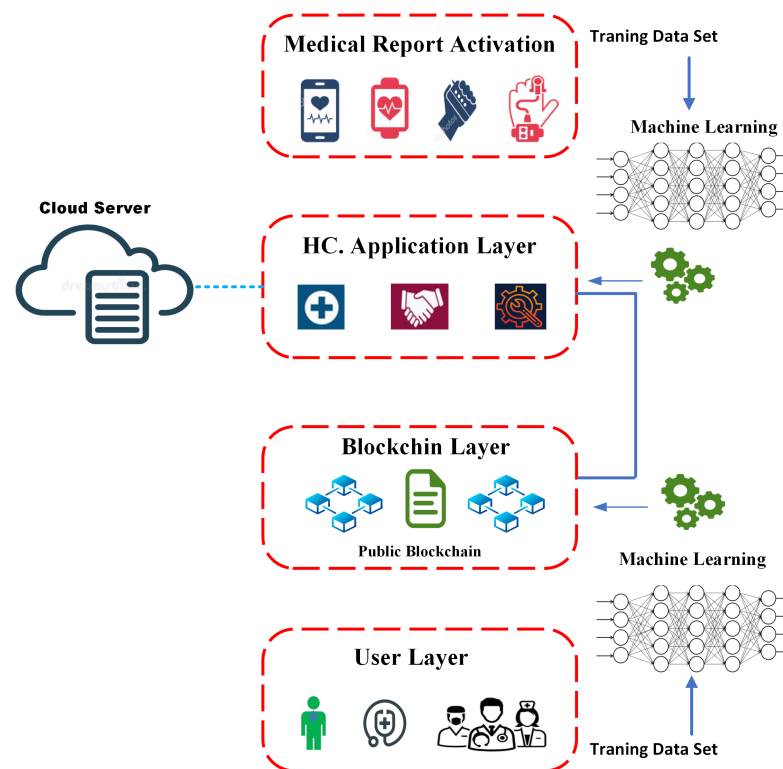 Medical Report Activation
Traning Data Set
Machine Learning
Cloud Server
HC. Application Layer
Blockchin Layer
Public Blockchain
Machine Learning
User Layer
Traning Data Set